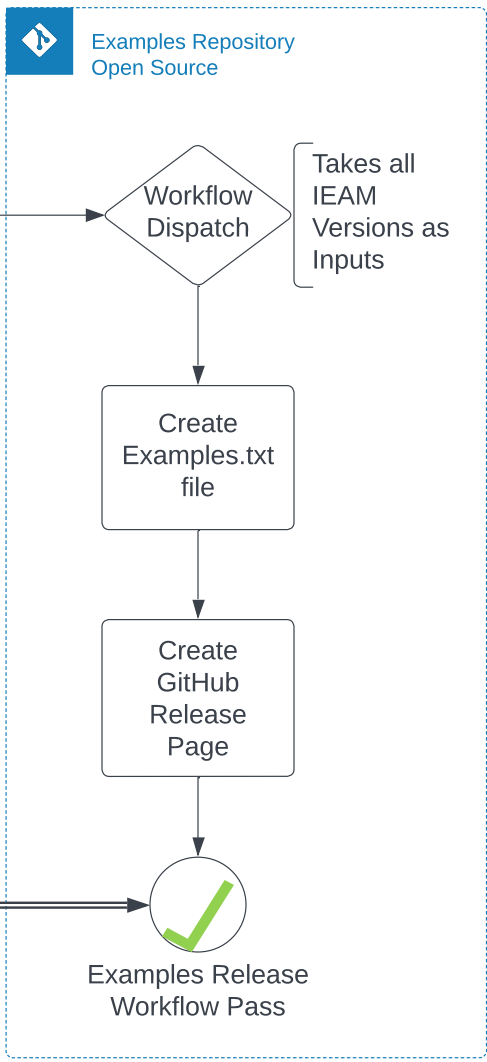 Examples Repository
Open Source
Workflow
Dispatch
Takes all
IEAM
Versions as
Inputs
Create
Examples.txt
file
Create
GitHub
Release
Page
Examples Release
Workflow Pass